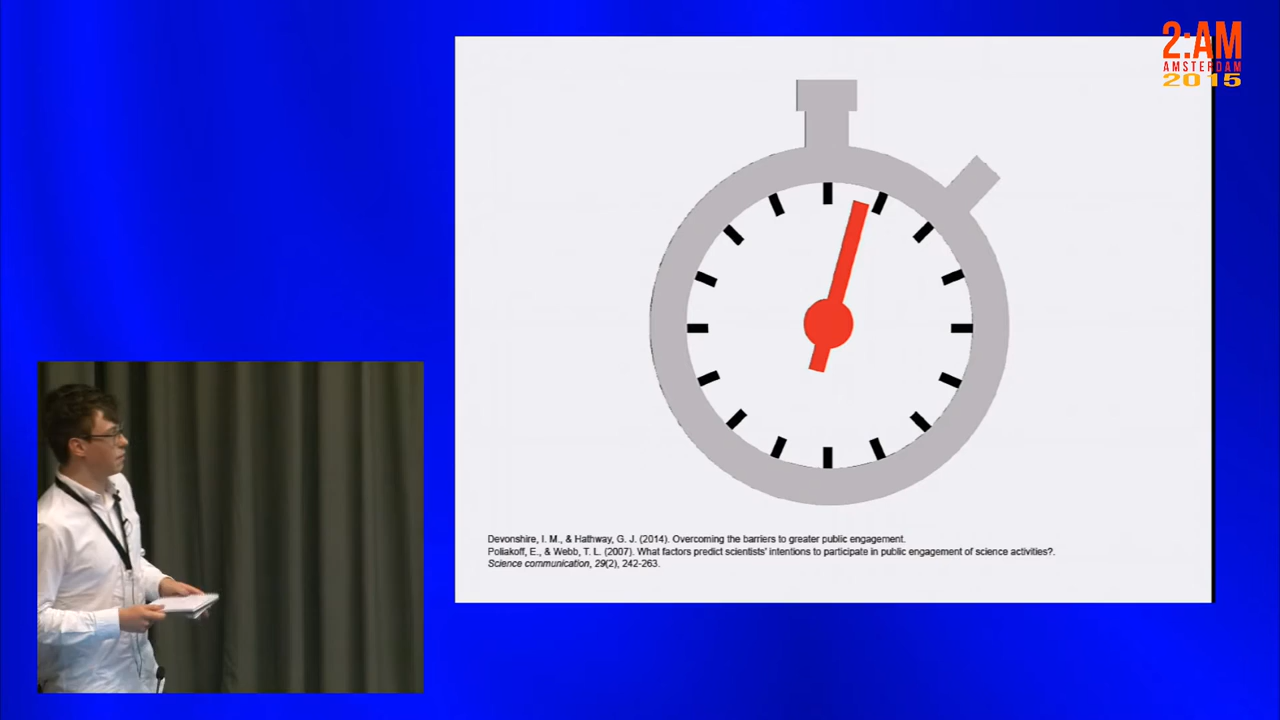 2:AM
AMSTERDAM
2015
Devonshire, I. M., & Hathway, G. J. (2014). Overcoming the barriers to greater public engagement.
Poliakoff, E., & Webb, T. L. (2007). What factors predict scientists' intentions to participate in public engagement of science activities?.
Science communication, 29(2), 242-263.